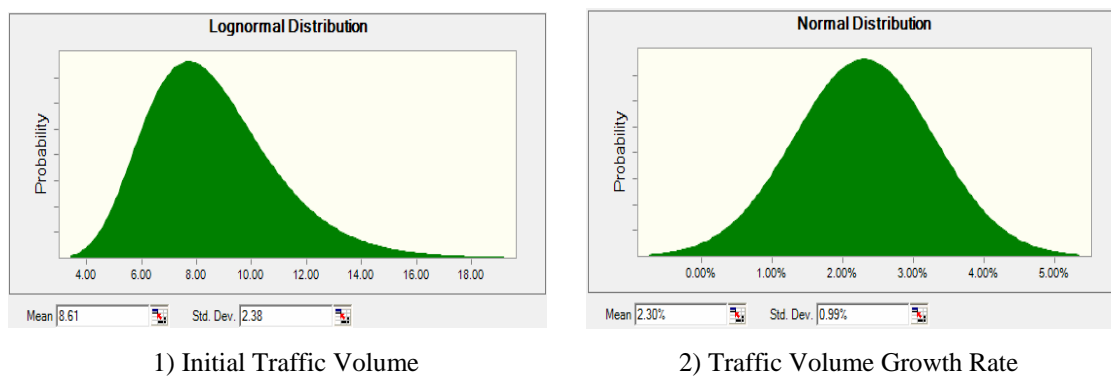 Lognormal Distribution
Probability
4.00 6.00 8.00 10.00 12.00 14.00 16.00 18.00
Mean 8.61 Std. Dev. 2.38
1) Initial Traffic Volume
Normal Distribution
Probability
0.00% 1.00% 2.00% 3.00% 4.00% 5.00%
Mean 2.30% Std. Dev. 0.99%
2) Traffic Volume Growth Rate